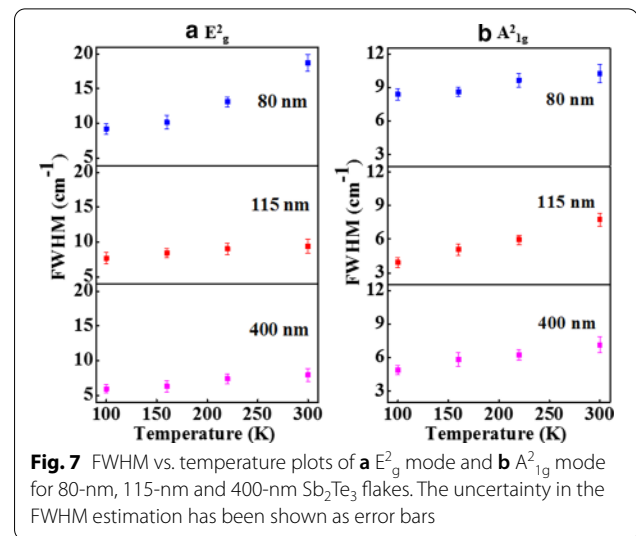 a E²g
b A²1g
20
15
10
5
80 nm
20
15
10
5
115 nm
20
15
10
5
400 nm
FWHM (cm⁻¹)
100 150 200 250 300
Temperature (K)
12
9
6
3
80 nm
12
9
6
3
115 nm
12
9
6
3
400 nm
FWHM (cm⁻¹)
100 150 200 250 300
Temperature (K)
Fig. 7 FWHM vs. temperature plots of a E²g mode and b A²1g mode
for 80-nm, 115-nm and 400-nm Sb₂Te₃ flakes. The uncertainty in the
FWHM estimation has been shown as error bars